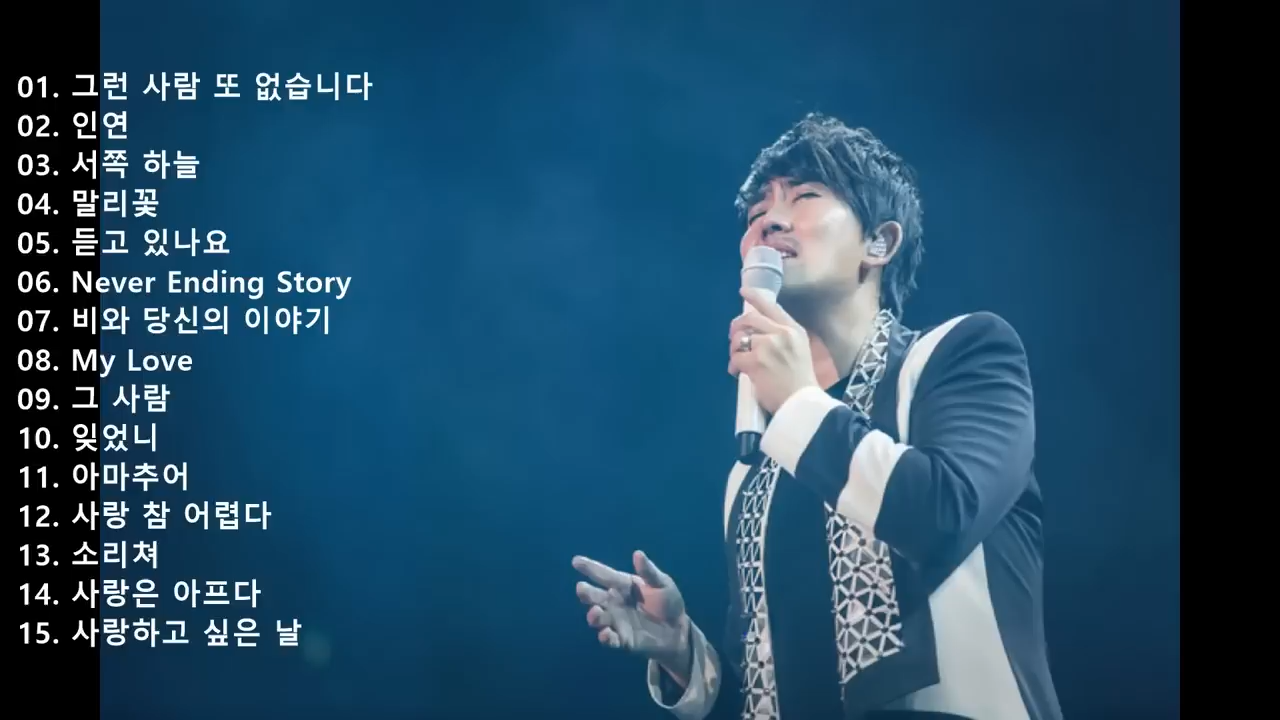 01. 그런 사람 또 없습니다
02. 인연
03. 서쪽 하늘
04. 말리꽃
05. 듣고 있나요
06. Never Ending Story
07. 비와 당신의 이야기
08. My Love
09. 그 사람
10. 잊었니
11. 아마추어
12. 사랑 참 어렵다
13. 소리쳐
14. 사랑은 아프다
15. 사랑하고 싶은 날